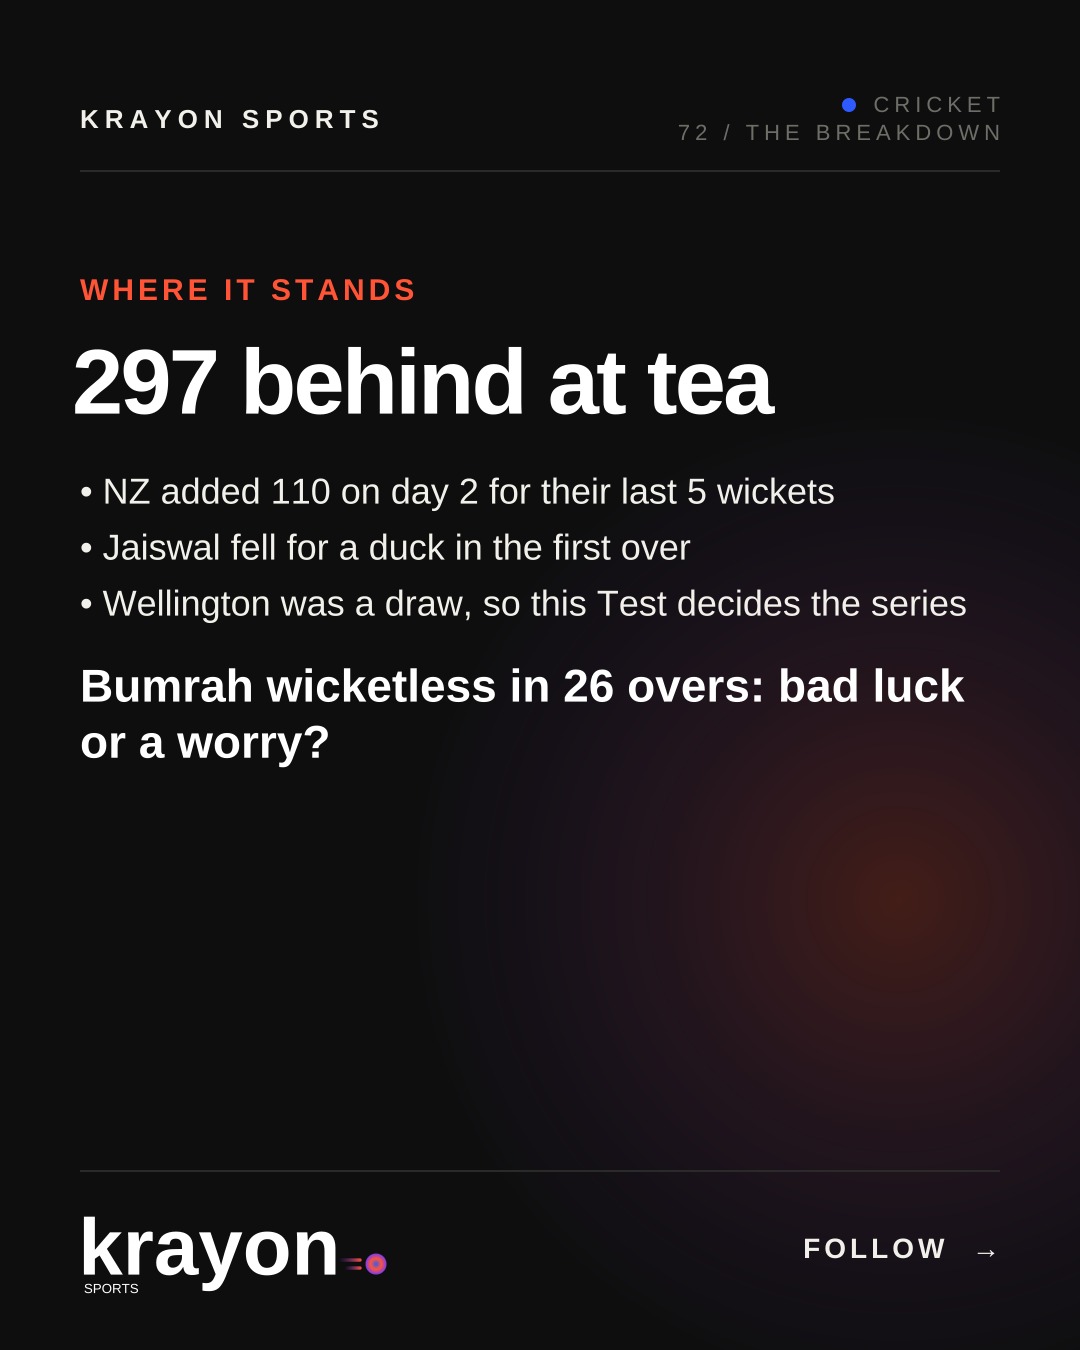 KRAYON SPORTS
CRICKET
72 / THE BREAKDOWN
WHERE IT STANDS
297 behind at tea
• NZ added 110 on day 2 for their last 5 wickets
• Jaiswal fell for a duck in the first over
• Wellington was a draw, so this Test decides the series
Bumrah wicketless in 26 overs: bad luck
or a worry?
krayon
SPORTS
FOLLOW →